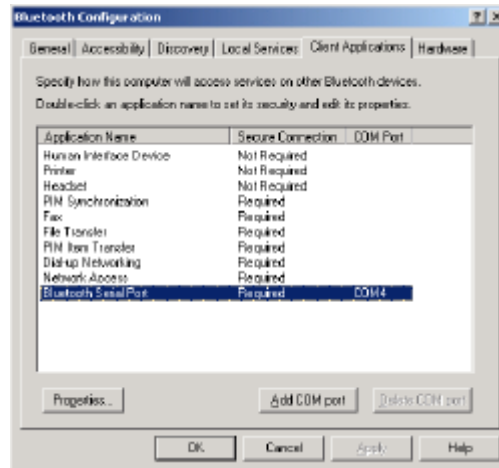 Bluetooth Configuration
General Accessibility Discovery Local Services Client Applications Hardware
Specify how this computer will access services on other Bluetooth devices.
Double-click an application name to set its security and edit its properties.
Application Name Secure Connection COM Port
Human Interface Device Not Required
Printer Not Required
Headset Not Required
PIM Synchronization Required
Fax Required
File Transfer Required
PIM Item Transfer Required
Dial-up Networking Required
Network Access Required
Bluetooth Serial Port Required COM4
Properties... Add COM port Delete COM port
OK Cancel Apply Help